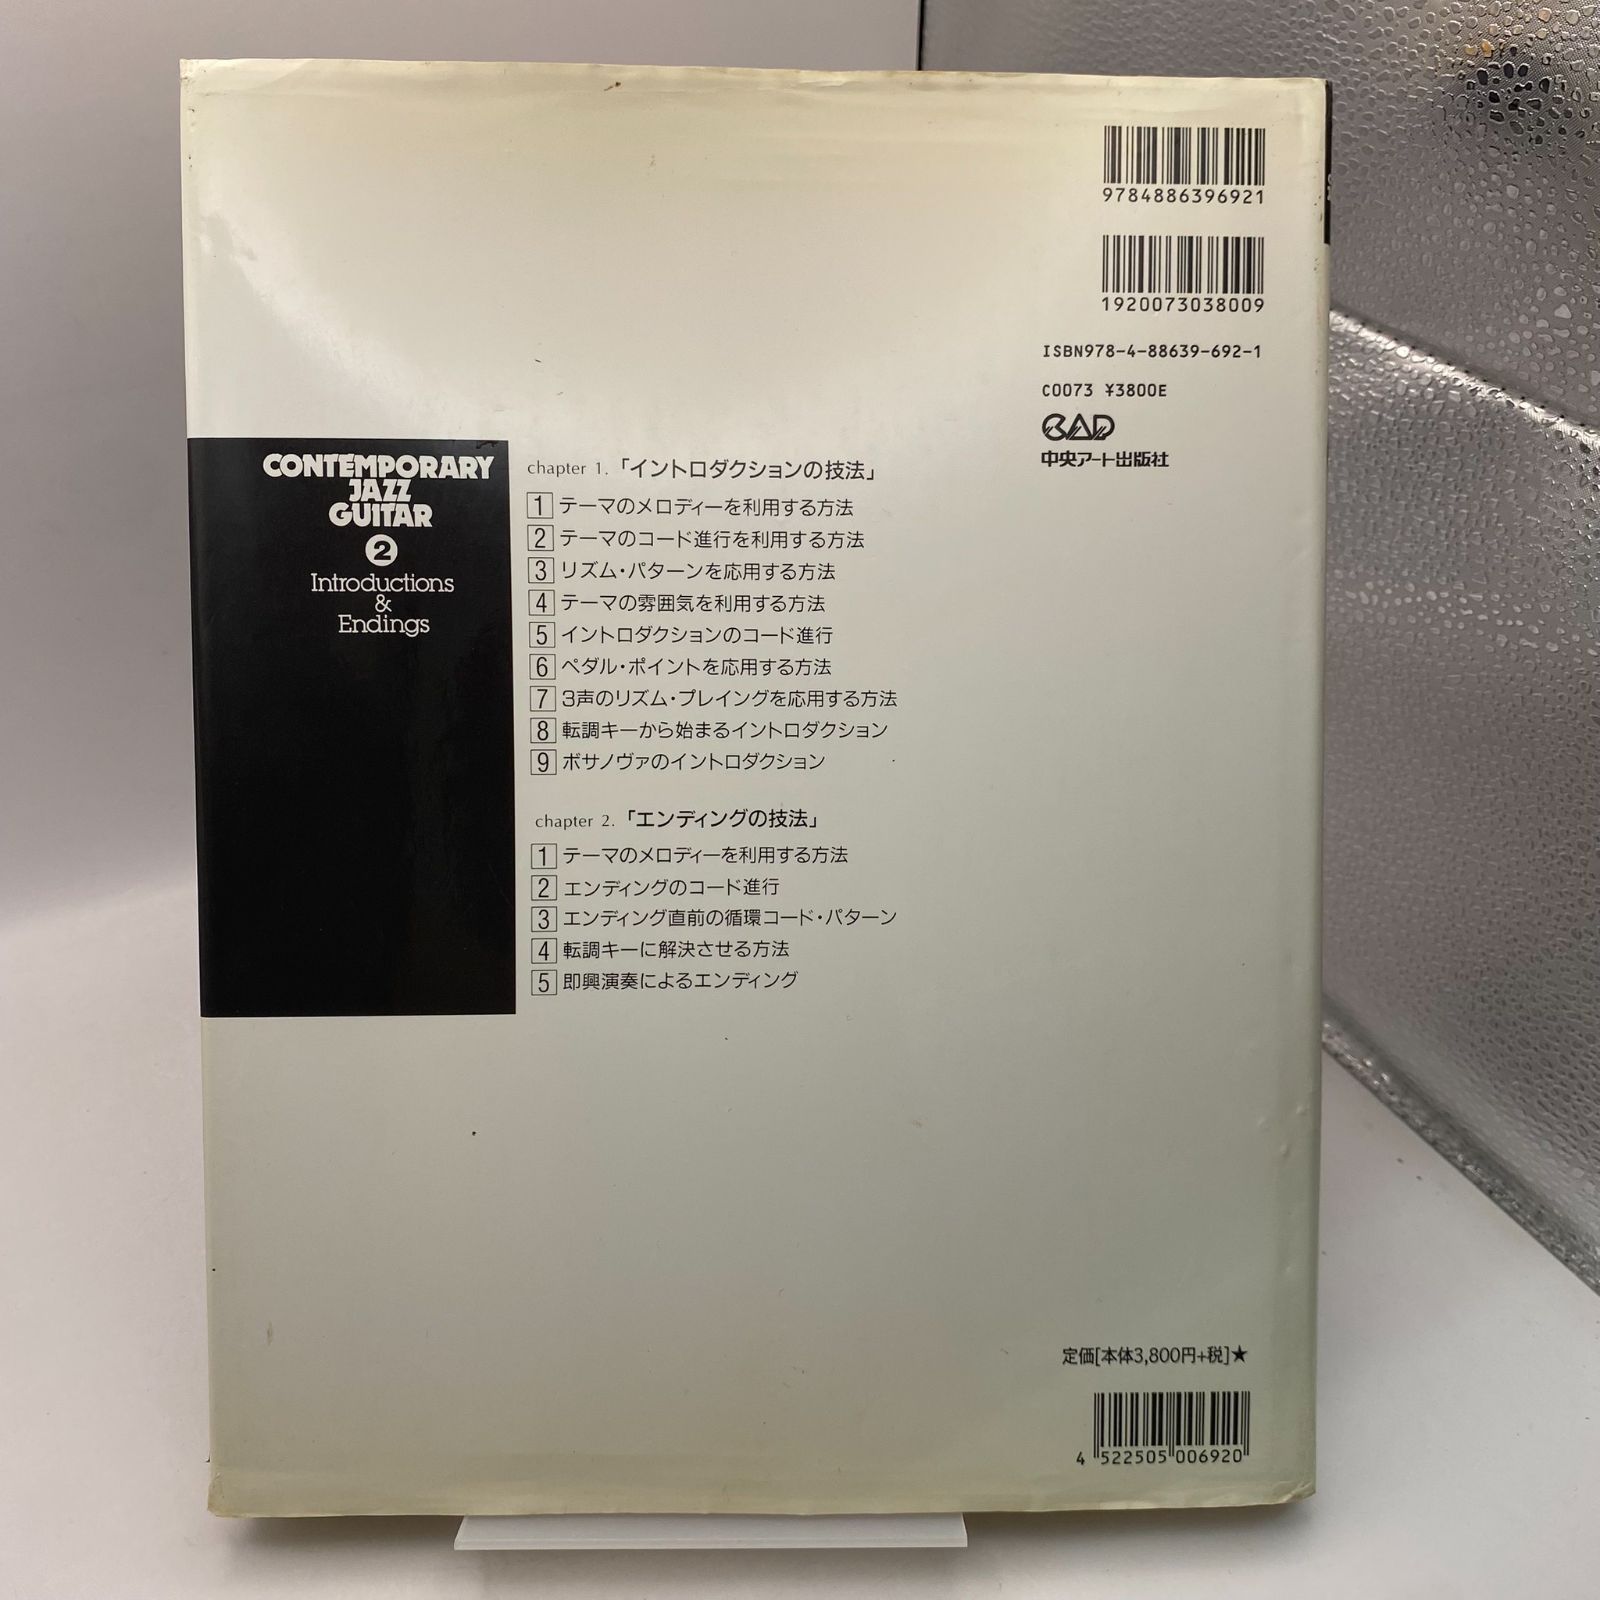 9784886396921
1920073038009
ISBN978-4-88639-692-1
C0073 ¥3800E
CAP
中央アート出版社
CONTEMPORARY
JAZZ
GUITAR
2
Introductions
&
Endings
chapter 1.「イントロダクションの技法」
1 テーマのメロディーを利用する方法
2 テーマのコード進行を利用する方法
3 リズム・パターンを応用する方法
4 テーマの雰囲気を利用する方法
5 イントロダクションのコード進行
6 ペダル・ポイントを応用する方法
7 3声のリズム・プレイングを応用する方法
8 転調キーから始まるイントロダクション
9 ボサノヴァのイントロダクション
chapter 2.「エンディングの技法」
1 テーマのメロディーを利用する方法
2 エンディングのコード進行
3 エンディング直前の循環コード・パターン
4 転調キーに解決させる方法
5 即興演奏によるエンディング
定価[本体3,800円+税]★
4 522505 006920